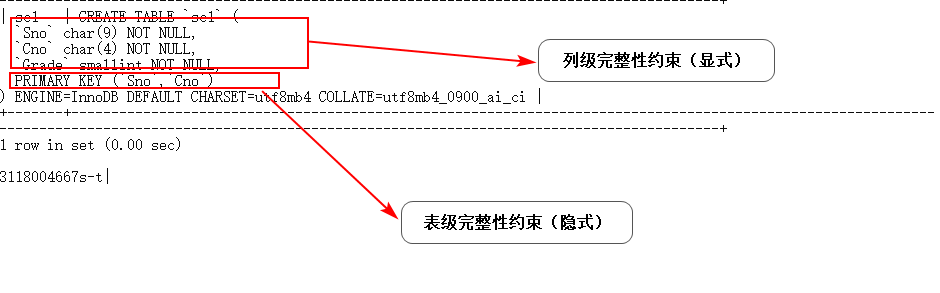 | sc1 | CREATE TABLE `sc1` (
`Sno` char(9) NOT NULL,
`Cno` char(4) NOT NULL,
`Grade` smallint NOT NULL,
PRIMARY KEY (`Sno`,`Cno`)
) ENGINE=InnoDB DEFAULT CHARSET=utf8mb4 COLLATE=utf8mb4_0900_ai_ci |
1 row in set (0.00 sec)
3118004667s-t|
列级完整性约束（显式）
表级完整性约束（隐式）